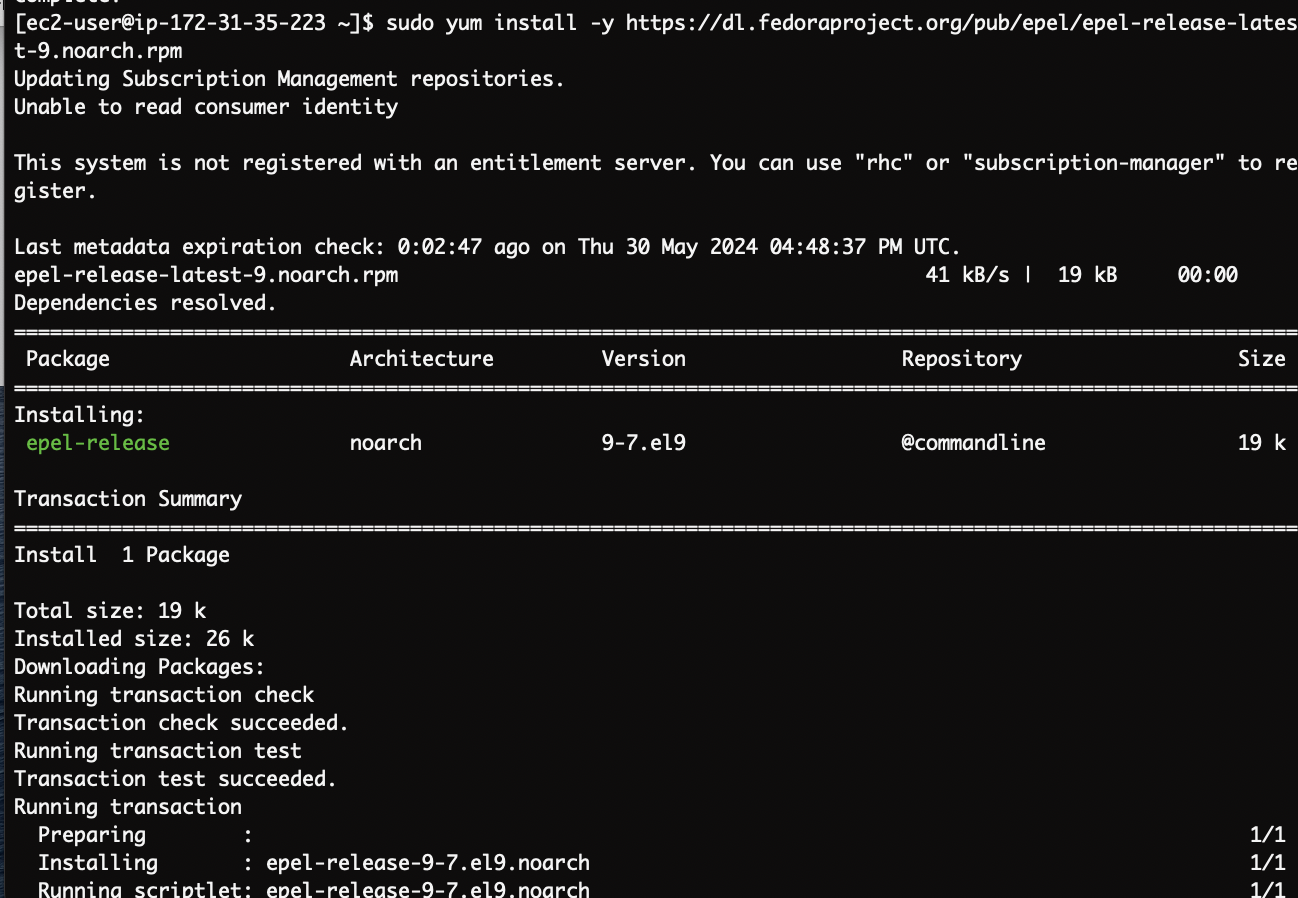 Complete!
[ec2-user@ip-172-31-35-223 ~]$ sudo yum install -y https://dl.fedoraproject.org/pub/epel/epel-release-lates
t-9.noarch.rpm
Updating Subscription Management repositories.
Unable to read consumer identity
This system is not registered with an entitlement server. You can use "rhc" or "subscription-manager" to re
gister.
Last metadata expiration check: 0:02:47 ago on Thu 30 May 2024 04:48:37 PM UTC.
epel-release-latest-9.noarch.rpm 41 kB/s | 19 kB 00:00
Dependencies resolved.
Package Architecture Version Repository Size
Installing:
epel-release noarch 9-7.el9 @commandline 19 k
Transaction Summary
Install 1 Package
Total size: 19 k
Installed size: 26 k
Downloading Packages:
Running transaction check
Transaction check succeeded.
Running transaction test
Transaction test succeeded.
Running transaction
Preparing : 1/1
Installing : epel-release-9-7.el9.noarch 1/1
Running scriptlet: epel-release-9-7.el9.noarch 1/1